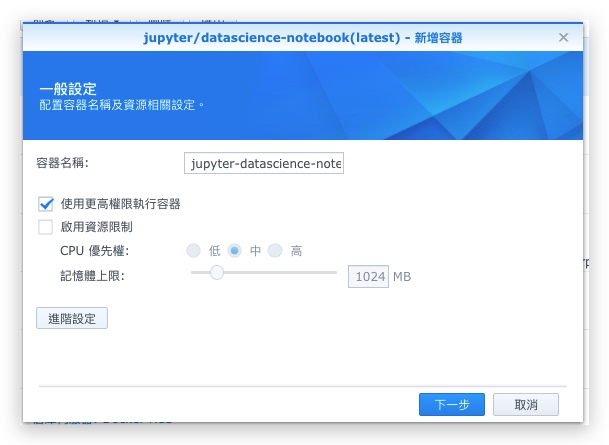 jupyter/datascience-notebook(latest) - 新增容器
一般設定
配置容器名稱及資源相關設定。
容器名稱: jupyter-datascience-note
使用更高權限執行容器
啟用資源限制
CPU 優先權: 低 中 高
記憶體上限: 1024 MB
進階設定
下一步 取消